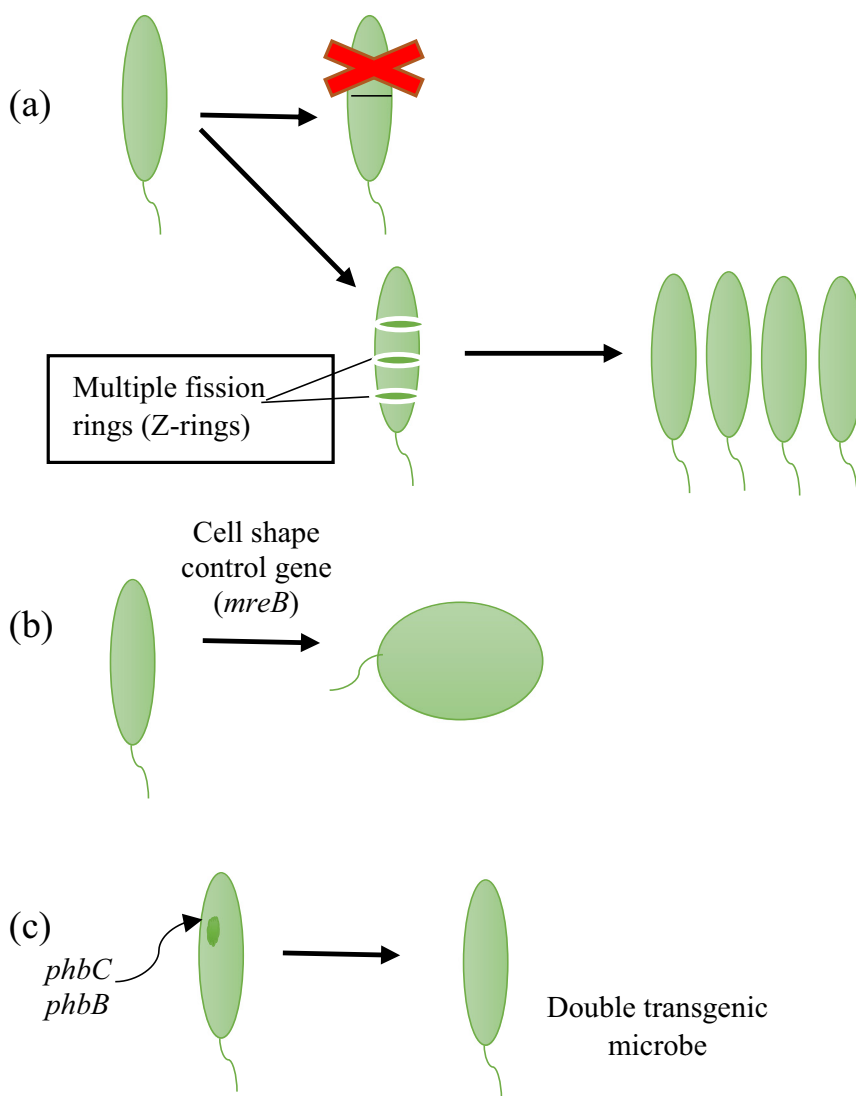 (a)
Multiple fission
rings (Z-rings)
(b)
Cell shape
control gene
(mreB)
(c)
phbC
phbB
Double transgenic
microbe